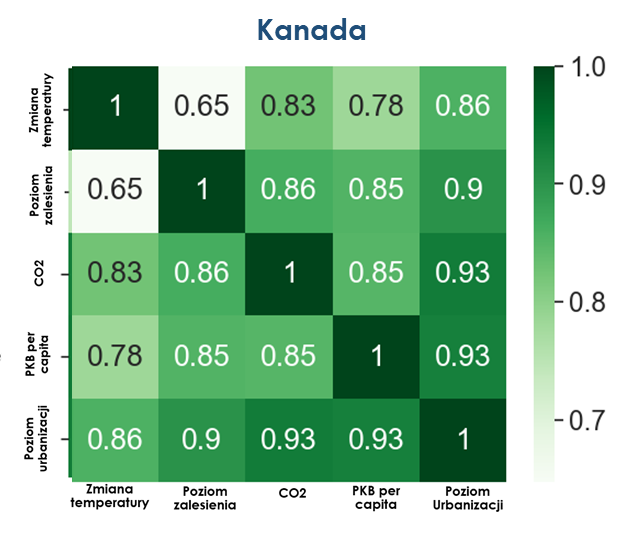 Kanada
Zmiana
temperatury
1
0.65
0.83
0.78
0.86
1.0
Poziom
zalesienia
0.65
1
0.86
0.85
0.9
0.9
CO2
0.83
0.86
1
0.85
0.93
0.8
PKB per
capita
0.78
0.85
0.85
1
0.93
0.7
Poziom
urbanizacji
0.86
0.9
0.93
0.93
1
Zmiana
temperatury
Poziom
zalesienia
CO2
PKB per
capita
Poziom
Urbanizacji